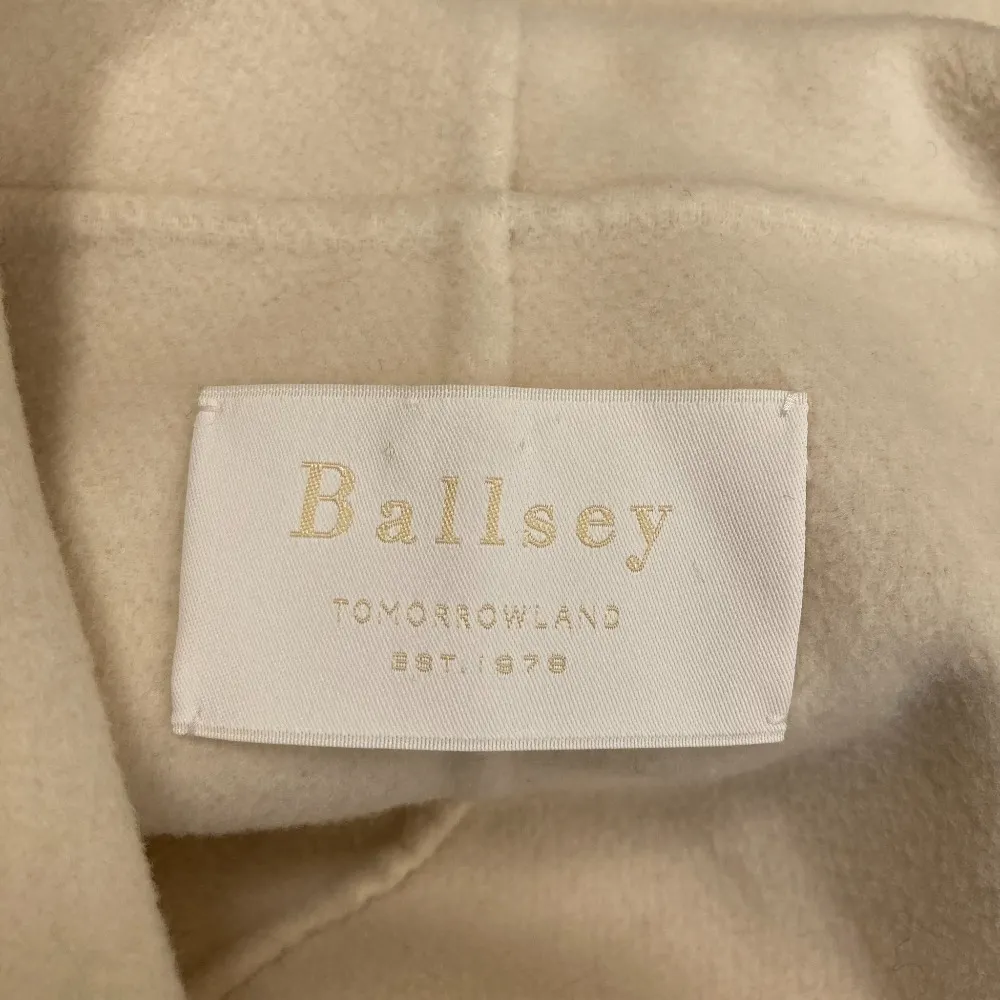 Ballsey
TOMORROWLAND
EST. 1978